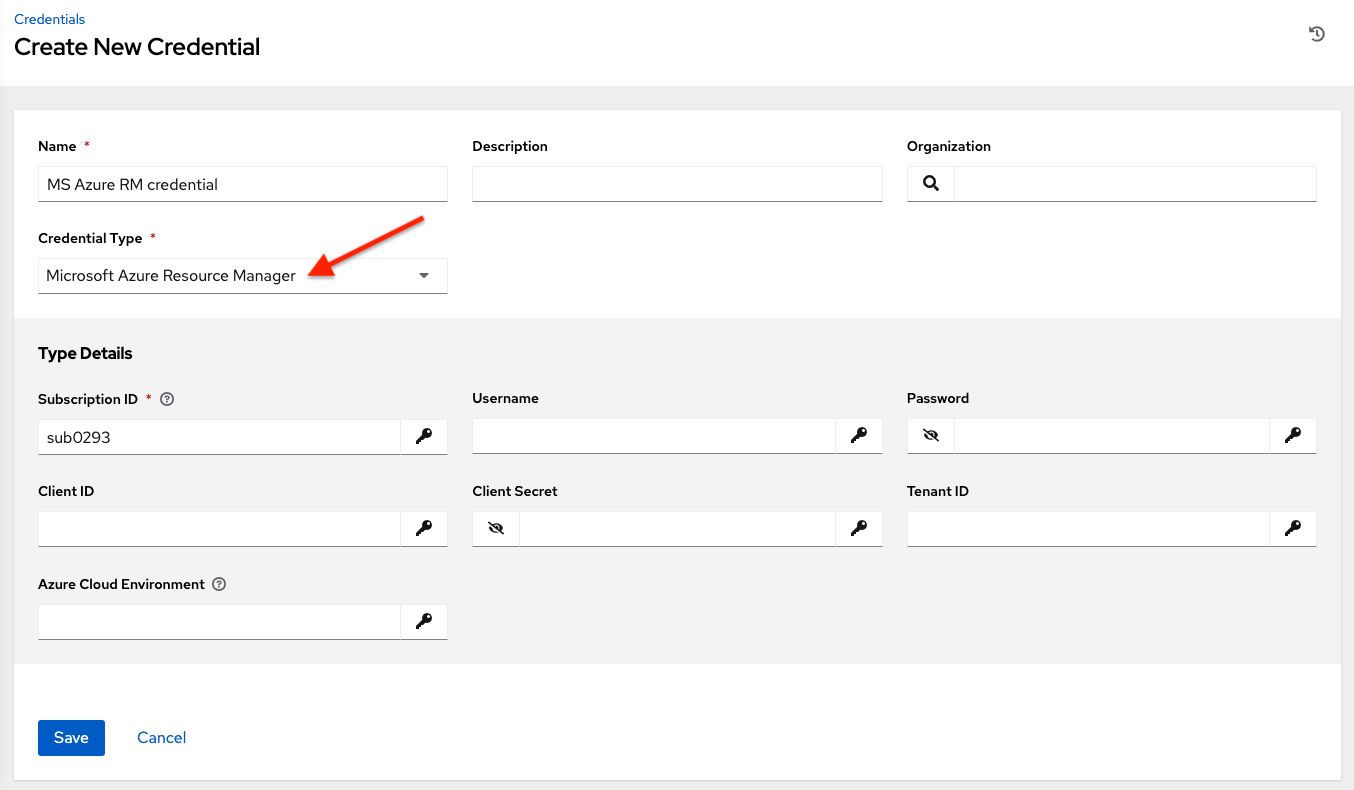 Credentials
Create New Credential
Name *
Description
Organization
MS Azure RM credential
Credential Type *
Microsoft Azure Resource Manager
Type Details
Subscription ID *
Username
Password
sub0293
Client ID
Client Secret
Tenant ID
Azure Cloud Environment
Save
Cancel